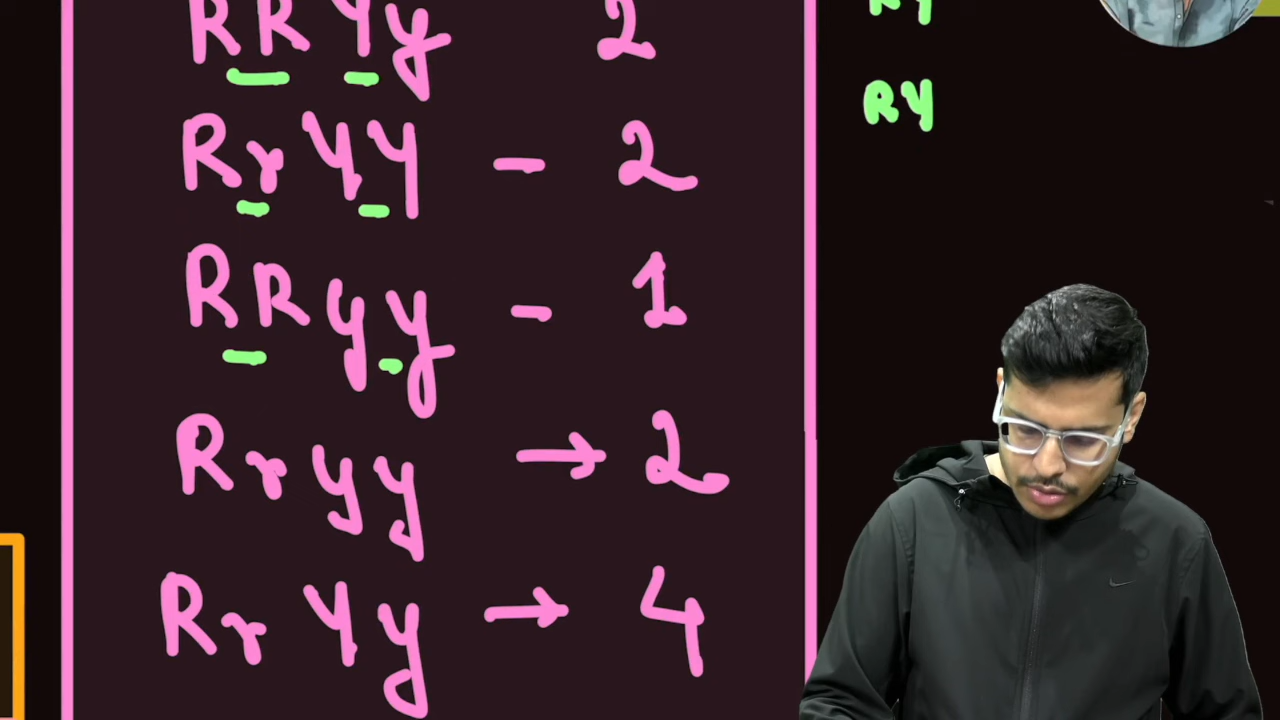 RRYy 2
RrYY - 2
RRyy - 1
Rryy → 2
RrYy → 4
RY